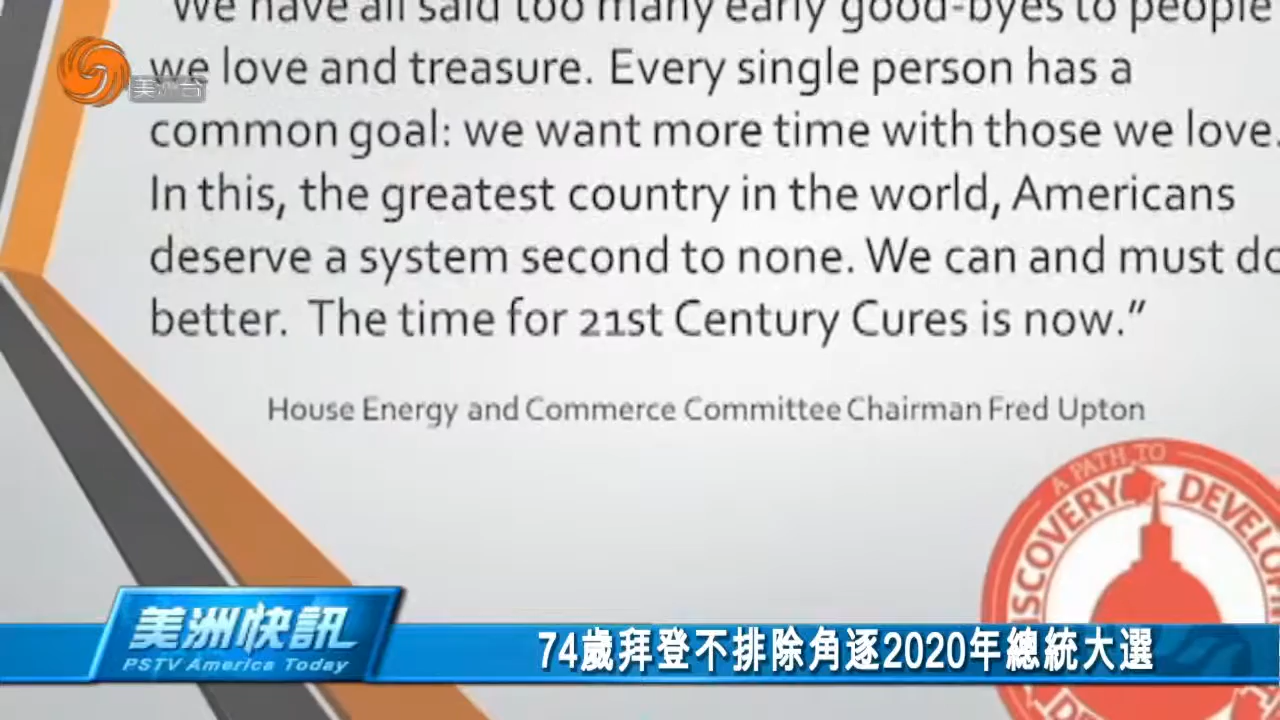 "We have all said too many early good-byes to people
we love and treasure. Every single person has a
common goal: we want more time with those we love.
In this, the greatest country in the world, Americans
deserve a system second to none. We can and must do
better. The time for 21st Century Cures is now.”
House Energy and Commerce Committee Chairman Fred Upton
美洲台
A PATH TO
DISCOVERY DEVELOPM
美洲快訊
PSTV America Today
74歲拜登不排除角逐2020年總統大選